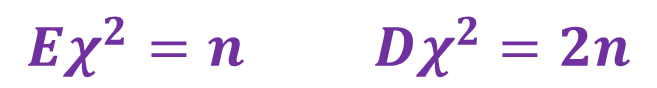 Eχ² = n Dχ² = 2n